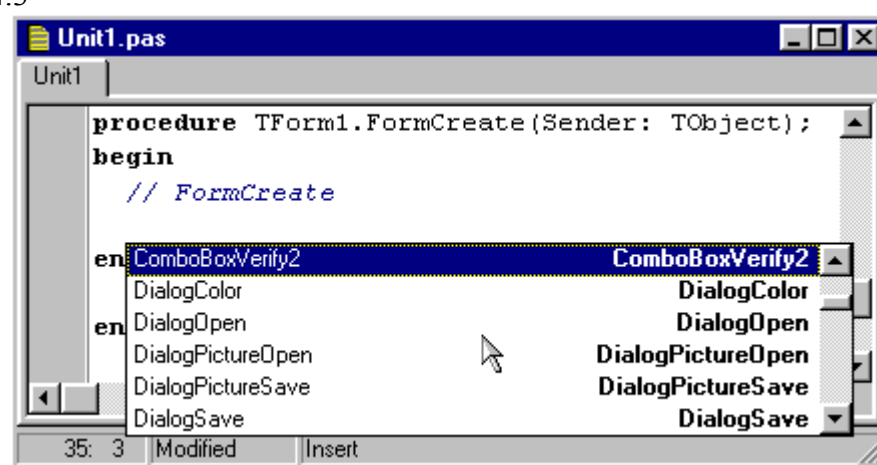 Unit1.pas
Unit1
procedure TForm1.FormCreate(Sender: TObject);
begin
// FormCreate
en ComboBoxVerify2 ComboBoxVerify2
DialogColor DialogColor
en DialogOpen DialogOpen
DialogPictureOpen DialogPictureOpen
DialogPictureSave DialogPictureSave
DialogSave DialogSave
35: 3 Modified Insert